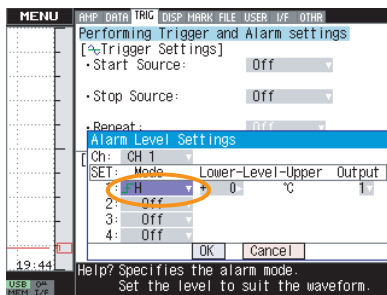 MENU
AMP DATA TRIG DISP MARK FILE USER I/F OTHR
Performing Trigger and Alarm settings
[Trigger Settings]
・Start Source: Off
・Stop Source: Off
・Repeat: Off
Alarm Level Settings
Ch: CH 1
SET: Mode Lower-Level-Upper Output
1: H + 0 ℃ 1
2: Off
3: Off
4: Off
OK Cancel
19:44
USB
MEM I/F
Help? Specifies the alarm mode.
Set the level to suit the waveform.